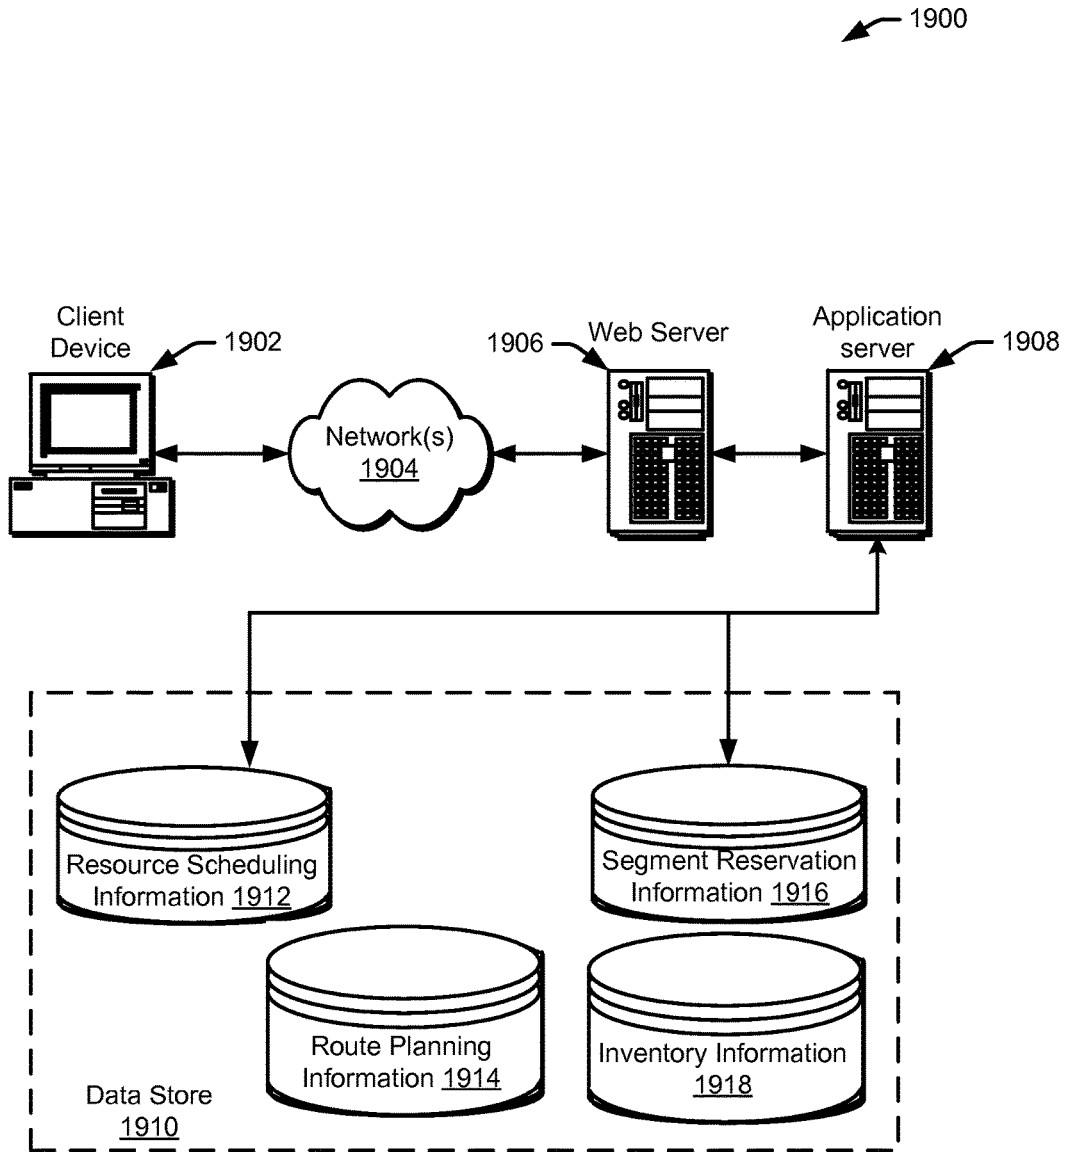 1900
Client
Device
1902
Network(s)
1904
1906
Web Server
Application
server
1908
Resource Scheduling
Information 1912
Segment Reservation
Information 1916
Route Planning
Information 1914
Inventory Information
1918
Data Store
1910